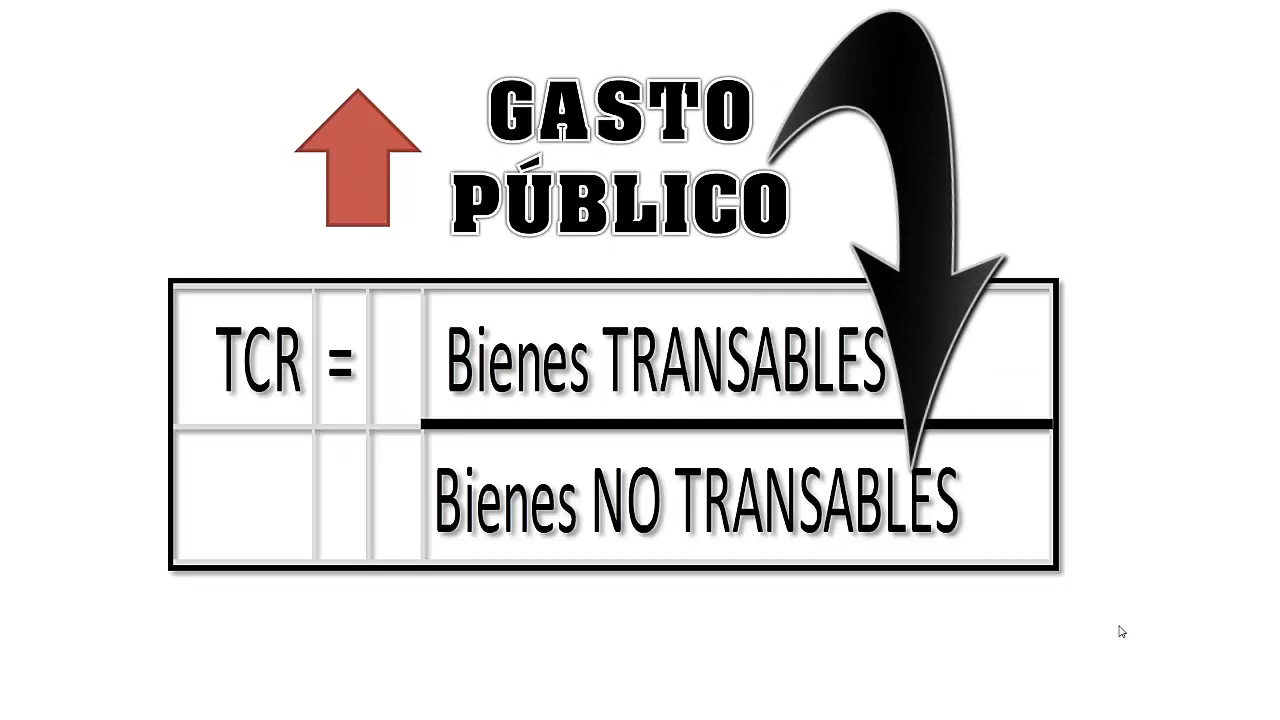 GASTO
PÚBLICO
TCR = Bienes TRANSABLES
Bienes NO TRANSABLES